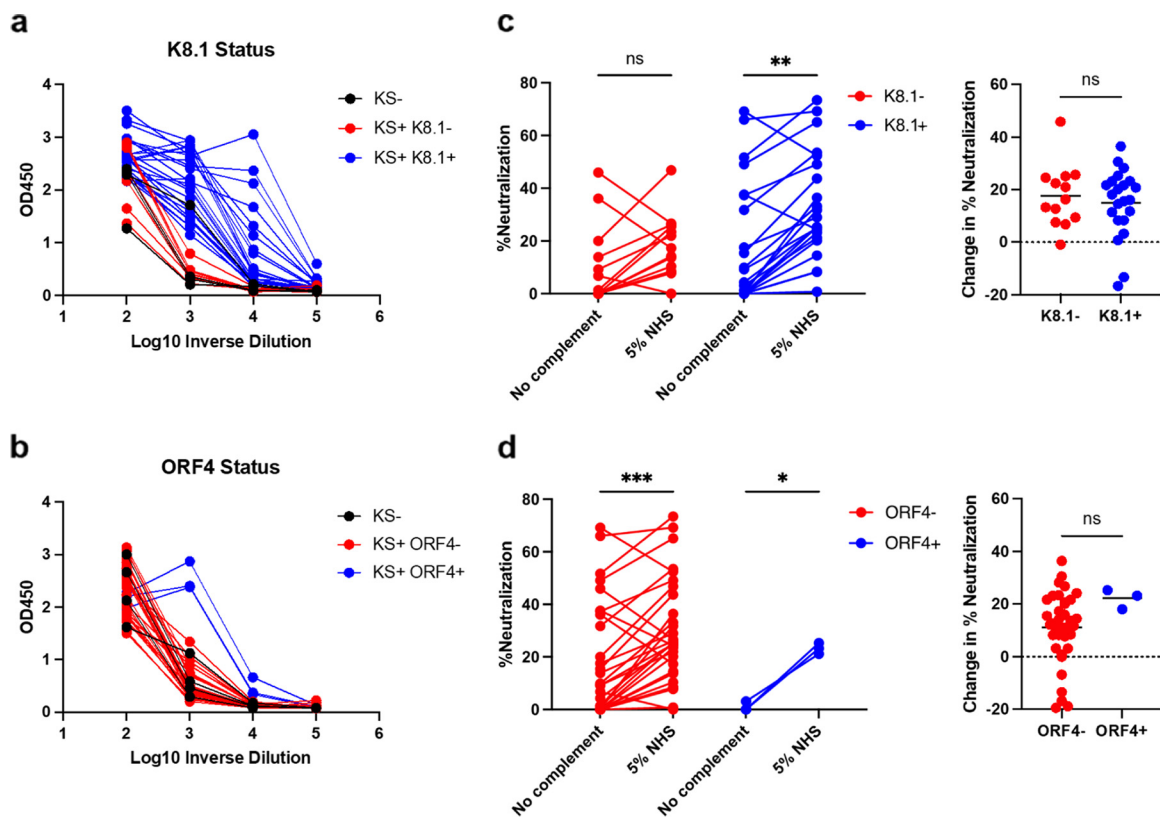 a
K8.1 Status
OD450
4
3
2
1
0
1 2 3 4 5 6
Log10 Inverse Dilution
KS-
KS+ K8.1-
KS+ K8.1+
c
%Neutralization
80
60
40
20
0
ns
**
No complement
5% NHS
No complement
5% NHS
K8.1-
K8.1+
Change in % Neutralization
60
40
20
0
-20
ns
K8.1- K8.1+
b
ORF4 Status
OD450
4
3
2
1
0
1 2 3 4 5 6
Log10 Inverse Dilution
KS-
KS+ ORF4-
KS+ ORF4+
d
%Neutralization
80
60
40
20
0
***
*
No complement
5% NHS
No complement
5% NHS
ORF4-
ORF4+
Change in % Neutralization
60
40
20
0
-20
ns
ORF4- ORF4+